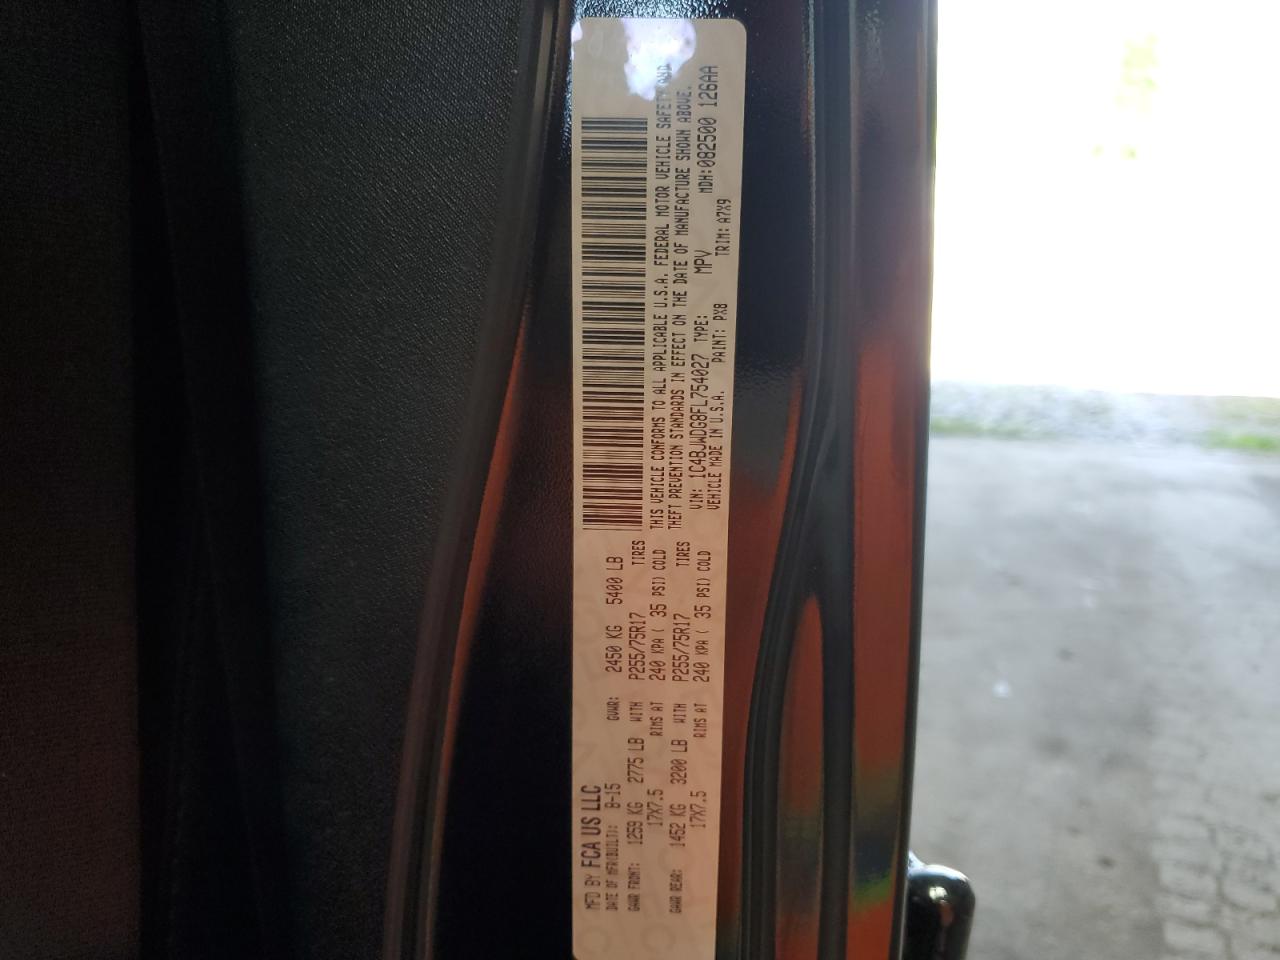 MFD BY FCA US LLC
DATE OF MFR(BUILT): 8-15 GVWR: 2450 KG 5400 LB
GAWR FRONT: 1259 KG 2775 LB WITH P255/75R17 TIRES
17X7.5 RIMS AT 240 KPA ( 35 PSI) COLD
GAWR REAR: 1452 KG 3200 LB WITH P255/75R17 TIRES
17X7.5 RIMS AT 240 KPA ( 35 PSI) COLD
THIS VEHICLE CONFORMS TO ALL APPLICABLE U.S.A. FEDERAL MOTOR VEHICLE SAFETY AND
THEFT PREVENTION STANDARDS IN EFFECT ON THE DATE OF MANUFACTURE SHOWN ABOVE.
VIN: 1C4BJWDG8FL754027 TYPE: MPV MDH:082500 126AA
VEHICLE MADE IN U.S.A. PAINT: PX8 TRIM: A7X9